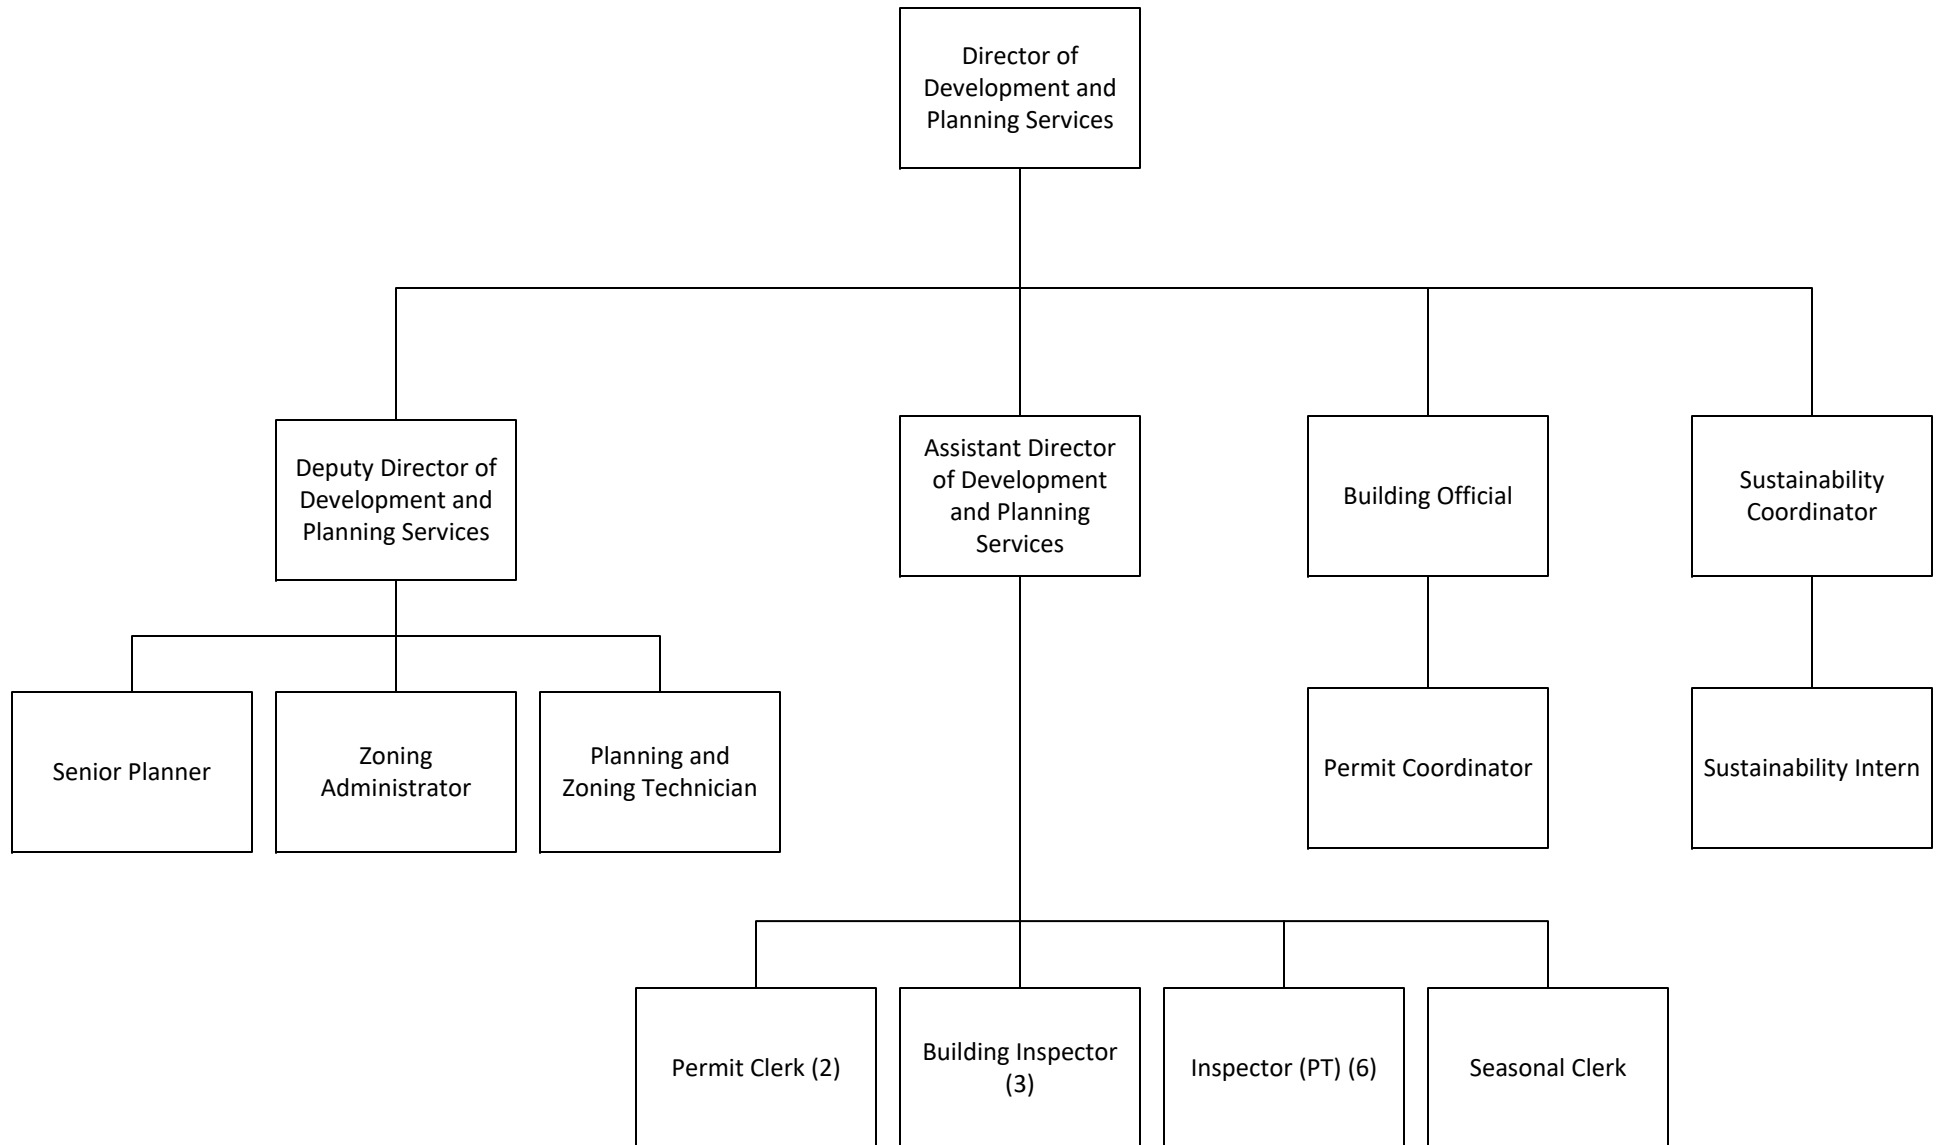 Director of
Development and
Planning Services
Deputy Director of
Development and
Planning Services
Assistant Director
of Development
and Planning
Services
Building Official
Sustainability
Coordinator
Senior Planner
Zoning
Administrator
Planning and
Zoning Technician
Permit Coordinator
Sustainability Intern
Permit Clerk (2)
Building Inspector
(3)
Inspector (PT) (6)
Seasonal Clerk